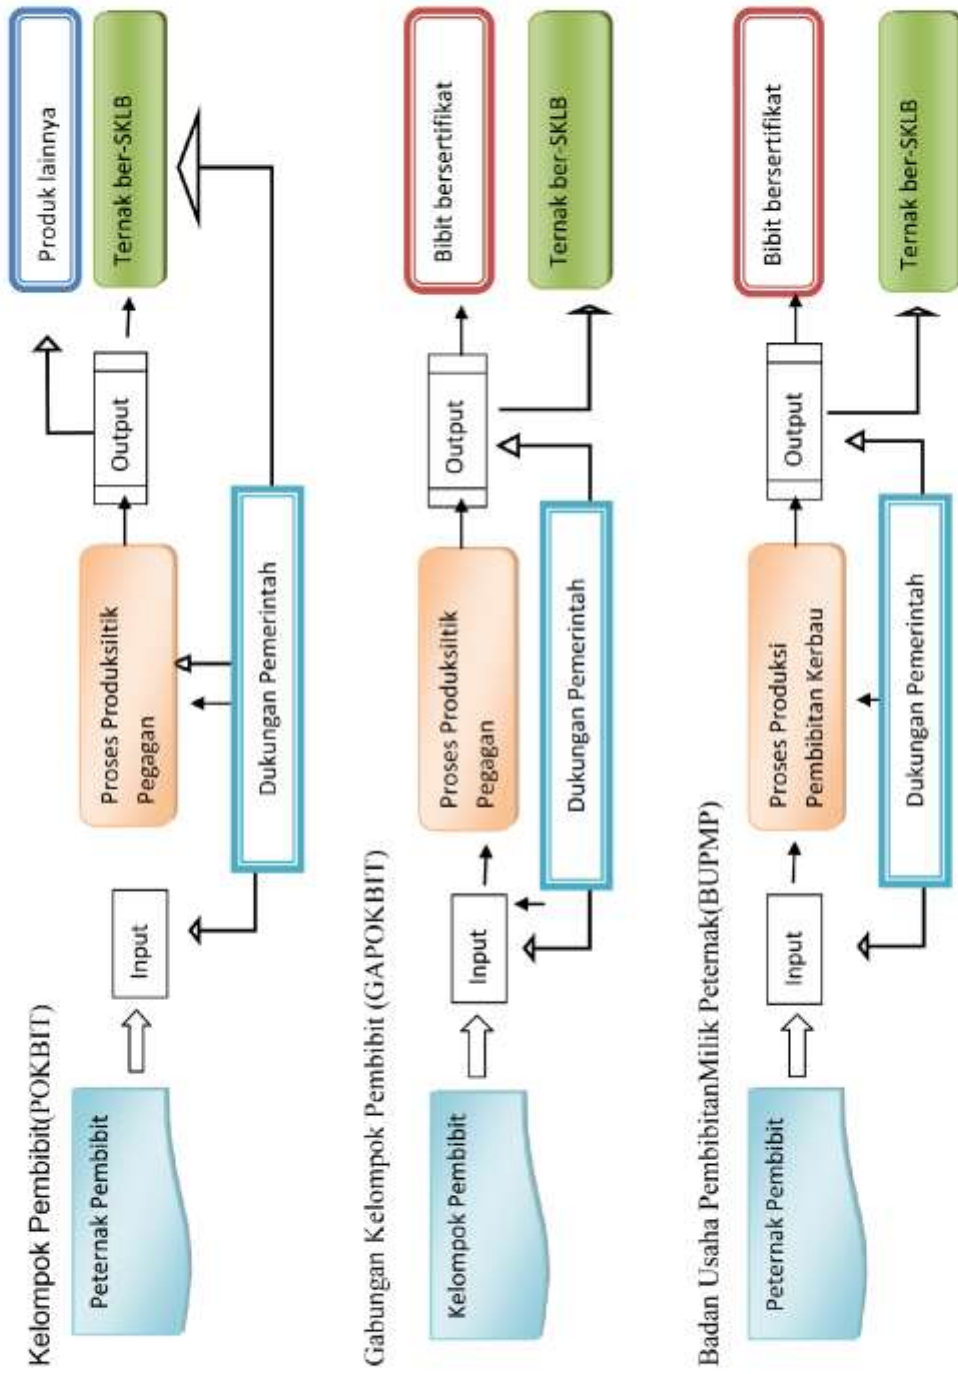 Kelompok Pembibit(POKBIT)
Peternak Pembibit
Input
Proses Produksiltik
Pegagan
Output
Produk lainnya
Ternak ber-SKLB
Dukungan Pemerintah
Gabungan Kelompok Pembibit (GAPOKBIT)
Kelompok Pembibit
Input
Proses Produksiltik
Pegagan
Output
Bibit bersertifikat
Ternak ber-SKLB
Dukungan Pemerintah
Badan Usaha PembibitanMilik Peternak(BUPMP)
Peternak Pembibit
Input
Proses Produksi
Pembibitan Kerbau
Output
Bibit bersertifikat
Ternak ber-SKLB
Dukungan Pemerintah